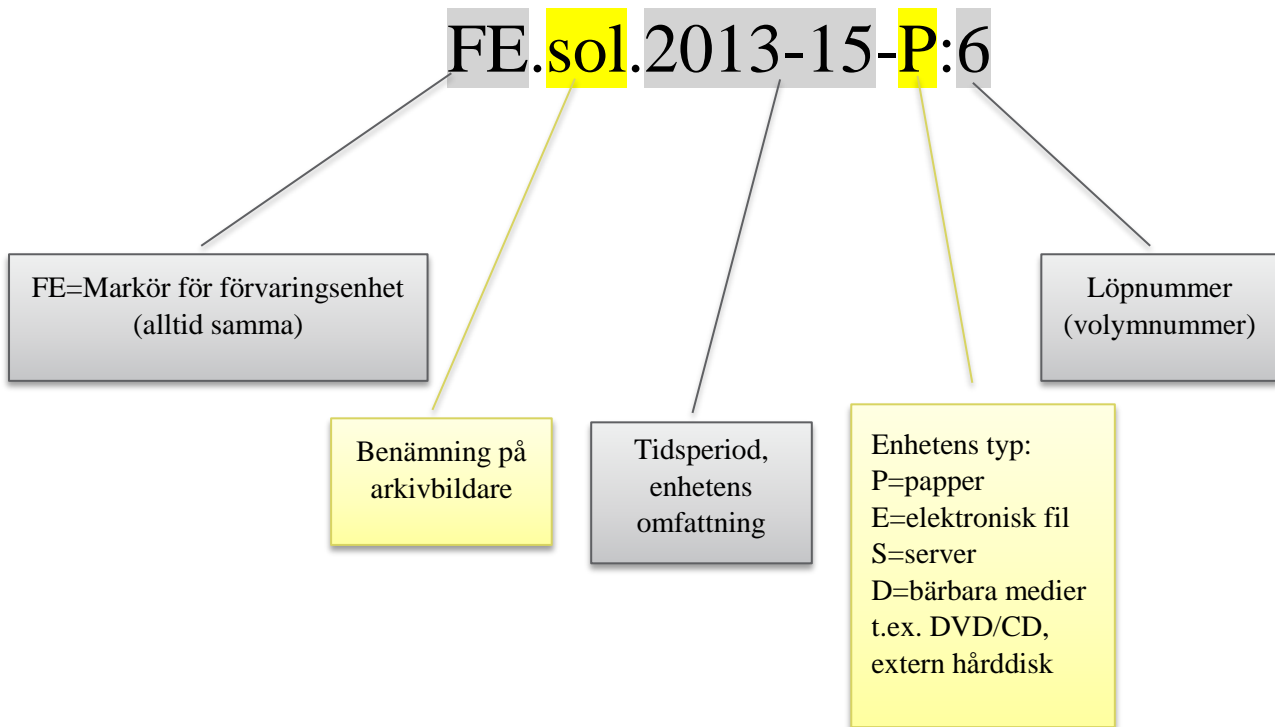 FE.sol.2013-15-P:6
FE=Markör för förvaringsenhet
(alltid samma)
Benämning på
arkivbildare
Tidsperiod,
enhetens
omfattning
Enhetens typ:
P=papper
E=elektronisk fil
S=server
D=bärbara medier
t.ex. DVD/CD,
extern hårddisk
Löpnummer
(volymnummer)